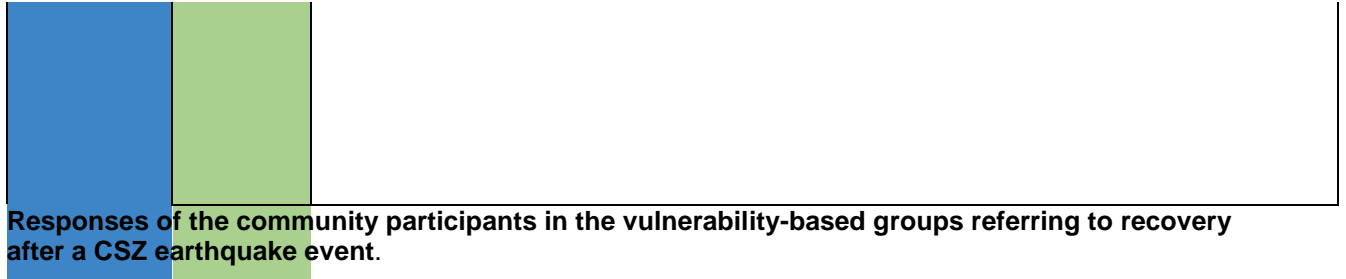 Responses of the community participants in the vulnerability-based groups referring to recovery
after a CSZ earthquake event.